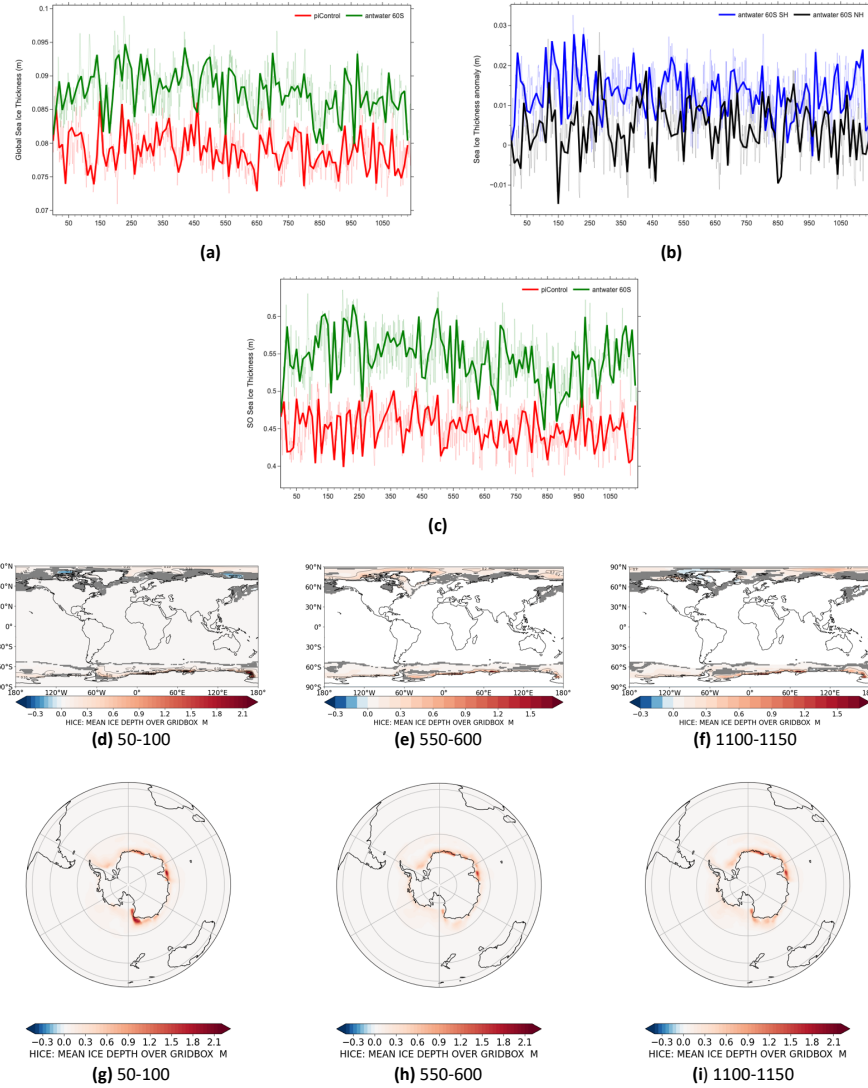 piControl antwater 60S
Global Sea Ice Thickness (m)
0.1
0.095
0.09
0.085
0.08
0.075
0.07
50 150 250 350 450 550 650 750 850 950 1050
(a)
antwater 60S SH antwater 60S NH
Sea Ice Thickness anomaly (m)
0.03
0.02
0.01
0
−0.01
50 150 250 350 450 550 650 750 850 950 1050
(b)
piControl antwater 60S
SO Sea Ice Thickness (m)
0.6
0.55
0.5
0.45
0.4
50 150 250 350 450 550 650 750 850 950 1050
(c)
90°N
60°N
30°N
0°
30°S
60°S
90°S
180° 120°W 60°W 0° 60°E 120°E 180°
−0.3 0.0 0.3 0.6 0.9 1.2 1.5 1.8 2.1
HICE: MEAN ICE DEPTH OVER GRIDBOX M
(d) 50-100
90°N
60°N
30°N
0°
30°S
60°S
90°S
180° 120°W 60°W 0° 60°E 120°E 180°
−0.3 0.0 0.3 0.6 0.9 1.2 1.5
HICE: MEAN ICE DEPTH OVER GRIDBOX M
(e) 550-600
90°N
60°N
30°N
0°
30°S
60°S
90°S
180° 120°W 60°W 0° 60°E 120°E 180°
−0.3 0.0 0.3 0.6 0.9 1.2 1.5
HICE: MEAN ICE DEPTH OVER GRIDBOX M
(f) 1100-1150
−0.3 0.0 0.3 0.6 0.9 1.2 1.5 1.8 2.1
HICE: MEAN ICE DEPTH OVER GRIDBOX M
(g) 50-100
−0.3 0.0 0.3 0.6 0.9 1.2 1.5 1.8 2.1
HICE: MEAN ICE DEPTH OVER GRIDBOX M
(h) 550-600
−0.3 0.0 0.3 0.6 0.9 1.2 1.5 1.8 2.1
HICE: MEAN ICE DEPTH OVER GRIDBOX M
(i) 1100-1150